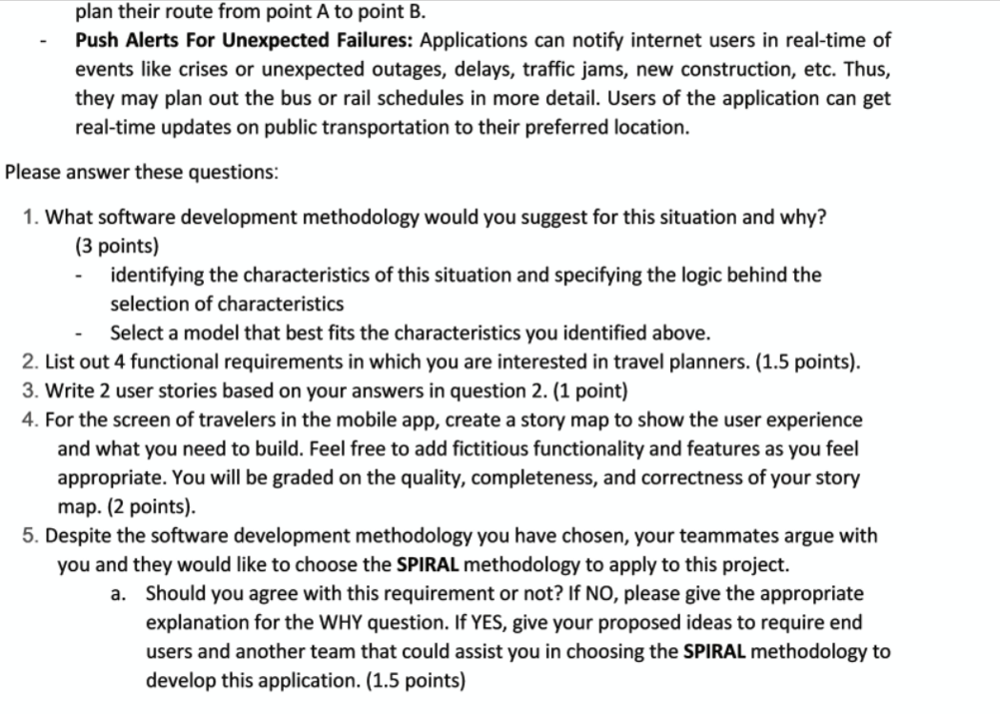 plan their route from point A to point B.
- Push Alerts For Unexpected Failures: Applications can notify internet users in real-time of
events like crises or unexpected outages, delays, traffic jams, new construction, etc. Thus,
they may plan out the bus or rail schedules in more detail. Users of the application can get
real-time updates on public transportation to their preferred location.
Please answer these questions:
1. What software development methodology would you suggest for this situation and why?
(3 points)
- identifying the characteristics of this situation and specifying the logic behind the
selection of characteristics
- Select a model that best fits the characteristics you identified above.
2. List out 4 functional requirements in which you are interested in travel planners. (1.5 points).
3. Write 2 user stories based on your answers in question 2. (1 point)
4. For the screen of travelers in the mobile app, create a story map to show the user experience
and what you need to build. Feel free to add fictitious functionality and features as you feel
appropriate. You will be graded on the quality, completeness, and correctness of your story
map. (2 points).
5. Despite the software development methodology you have chosen, your teammates argue with
you and they would like to choose the SPIRAL methodology to apply to this project.
a. Should you agree with this requirement or not? If NO, please give the appropriate
explanation for the WHY question. If YES, give your proposed ideas to require end
users and another team that could assist you in choosing the SPIRAL methodology to
develop this application. (1.5 points)